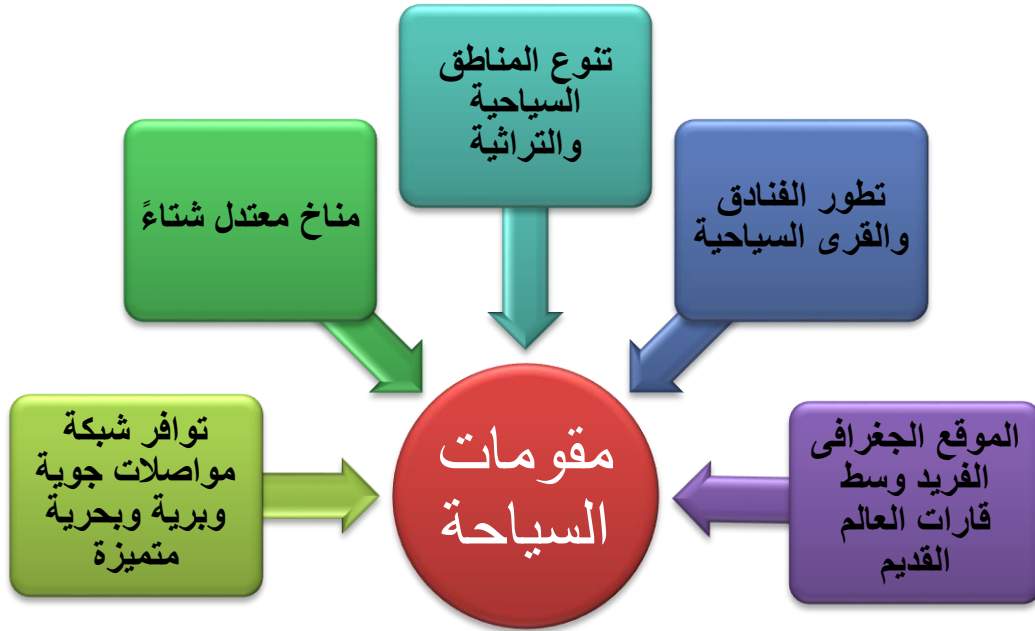 تنوع المناطق
السياحية
والتراثية
تطور الفنادق
والقرى السياحية
مناخ معتدل شتاءً
الموقع الجغرافى
الفريد وسط
قارات العالم
القديم
مقومات
السياحة
توافر شبكة
مواصلات جوية
وبرية وبحرية
متميزة